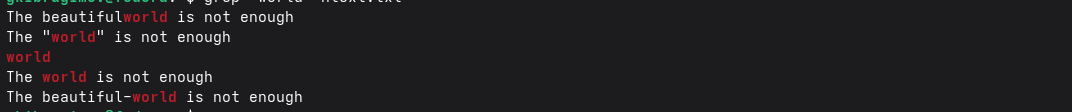 The beautifulworld is not enough
The "world" is not enough
world
The world is not enough
The beautiful-world is not enough